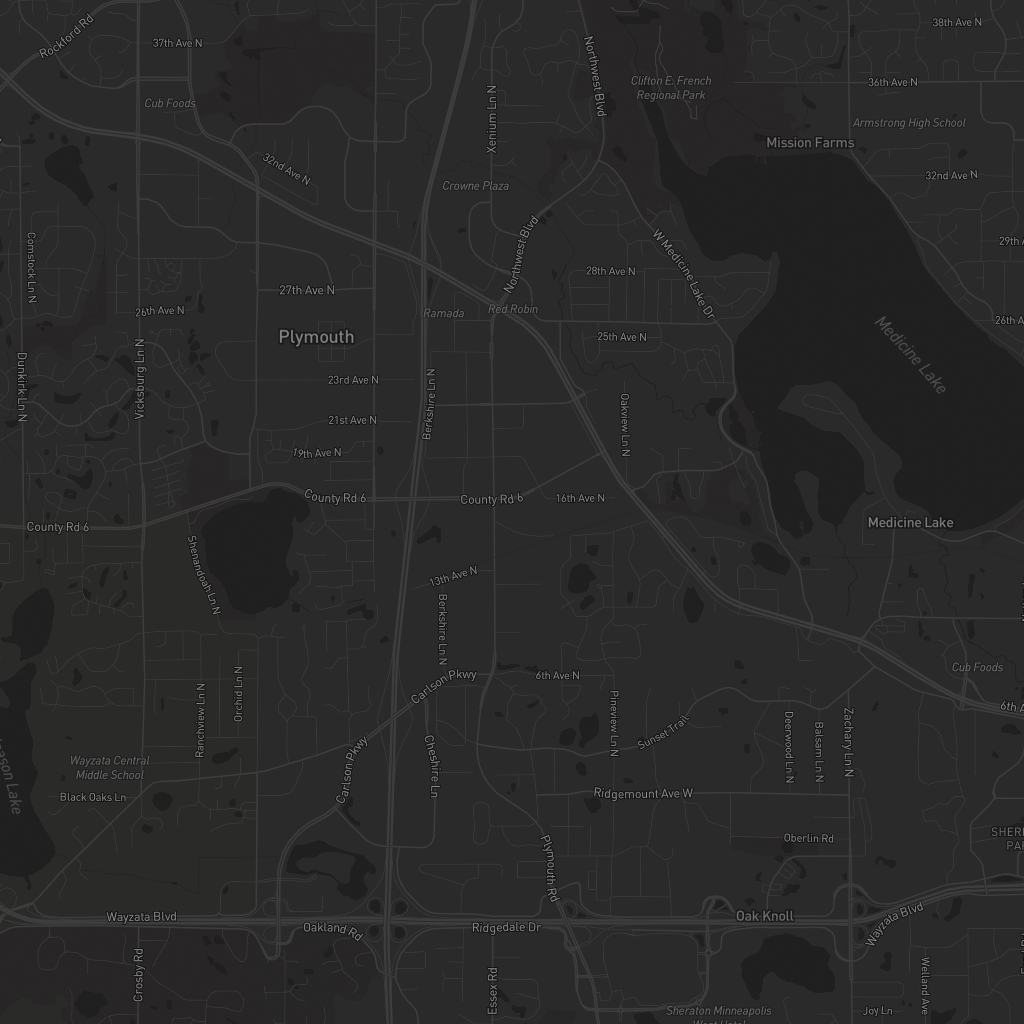 Rockford Rd
37th Ave N
Cub Foods
32nd Ave N
Xenium Ln N
Northwest Blvd
Clifton E. French
Regional Park
38th Ave N
36th Ave N
Armstrong High School
Mission Farms
32nd Ave N
Crowne Plaza
Northwest Blvd
W Medicine Lake Dr
28th Ave N
29th
Comstock Ln N
27th Ave N
26th Ave N
Ramada
Red Robin
Plymouth
25th Ave N
26th A
Medicine Lake
Dunkirk Ln N
Vicksburg Ln N
23rd Ave N
Berkshire Ln N
21st Ave N
Oakview Ln N
19th Ave N
County Rd 6
County Rd 6
16th Ave N
County Rd 6
Medicine Lake
Shenandoah Ln N
13th Ave N
Berkshire Ln N
Carlson Pkwy
6th Ave N
Cub Foods
6th A
Orchid Ln N
Ranchview Ln N
Pineview Ln N
Sunset Trail
Deerwood Ln N
Balsam Ln N
Zachary Ln N
Wayzata Central
Middle School
Carlson Pkwy
Cheshire Ln
Black Oaks Ln
Ridgemount Ave W
Oberlin Rd
Plymouth Rd
Wayzata Blvd
Oakland Rd
Ridgedale Dr
Oak Knoll
Wayzata Blvd
Crosby Rd
Essex Rd
Welland Ave
Sheraton Minneapolis
West Hotel
Joy Ln